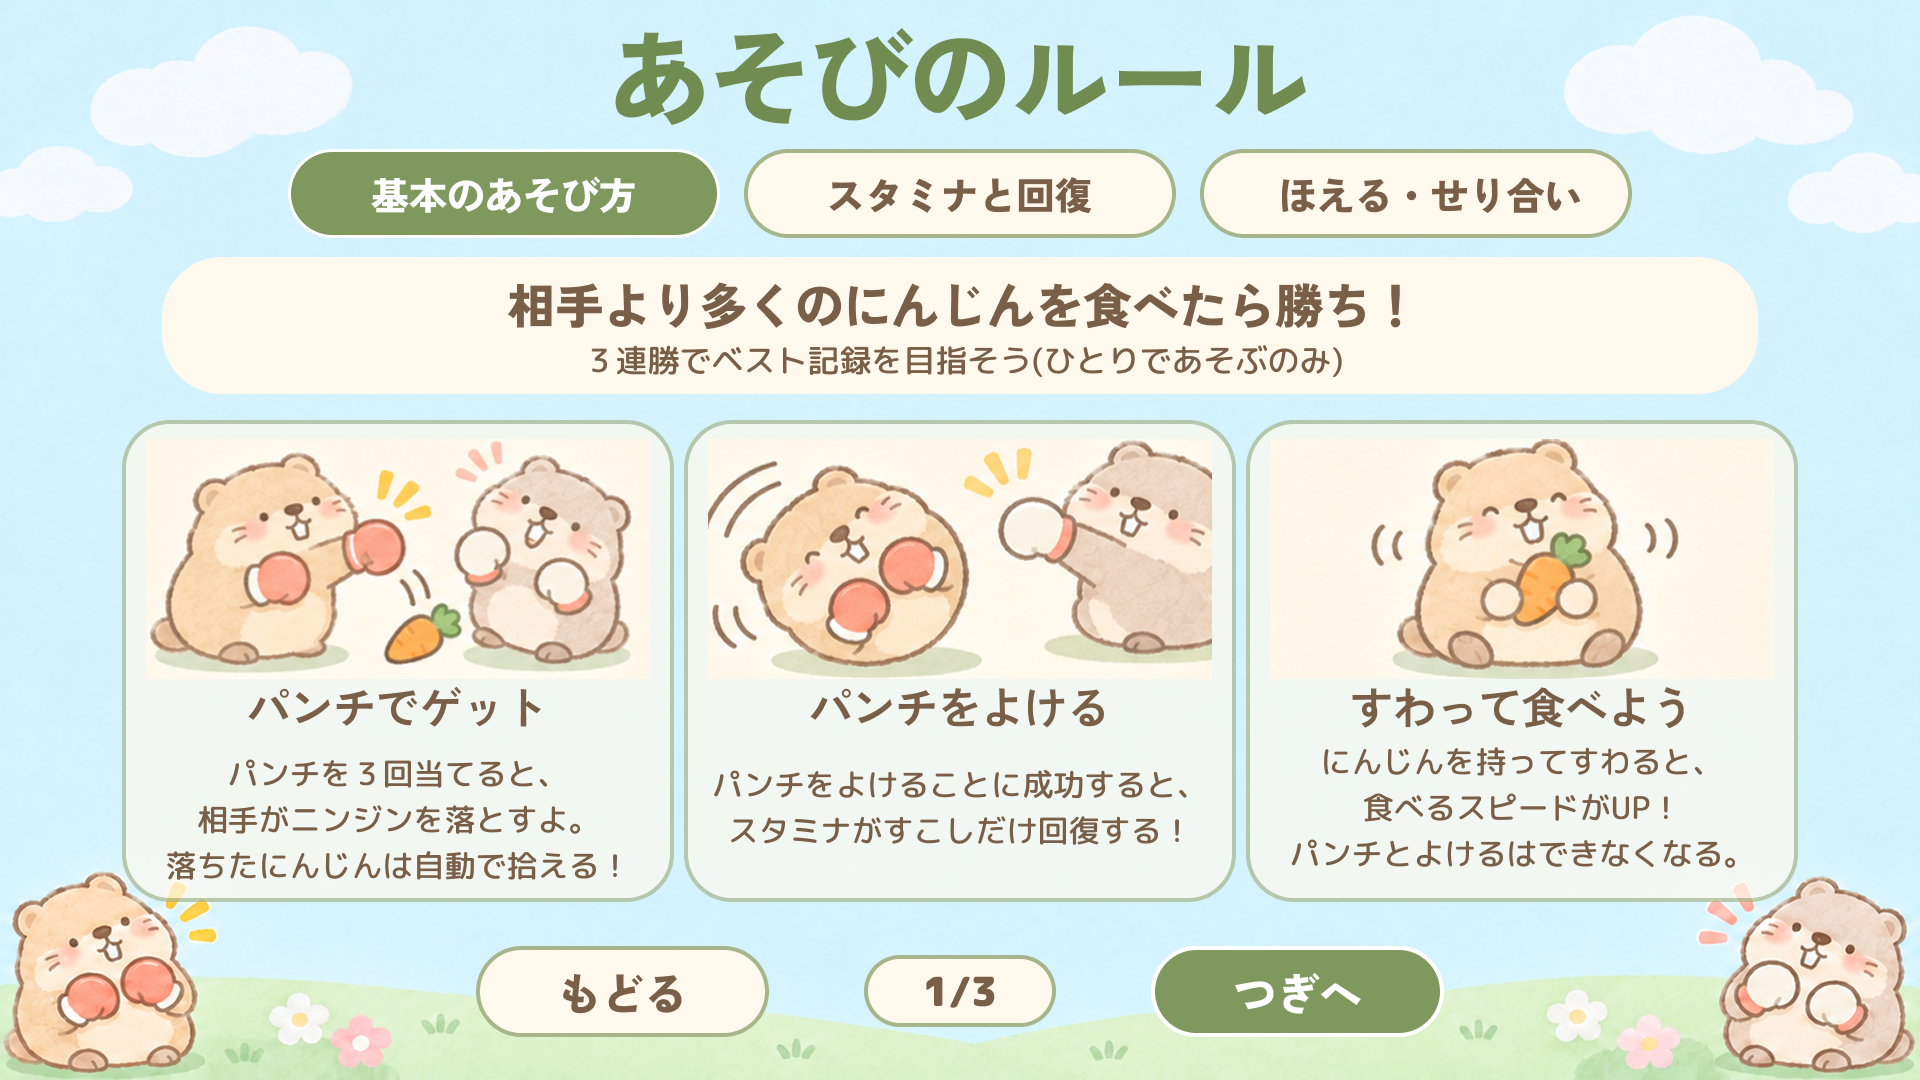 あそびのルール
基本のあそび方
スタミナと回復
ほえる・せり合い
相手より多くのにんじんを食べたら勝ち！
３連勝でベスト記録を目指そう(ひとりであそぶのみ)
パンチでゲット
パンチを３回当てると、
相手がニンジンを落とすよ。
落ちたにんじんは自動で拾える！
パンチをよける
パンチをよけることに成功すると、
スタミナがすこしだけ回復する！
すわって食べよう
にんじんを持ってすわると、
食べるスピードがUP！
パンチとよけるはできなくなる。
もどる
1/3
つぎへ